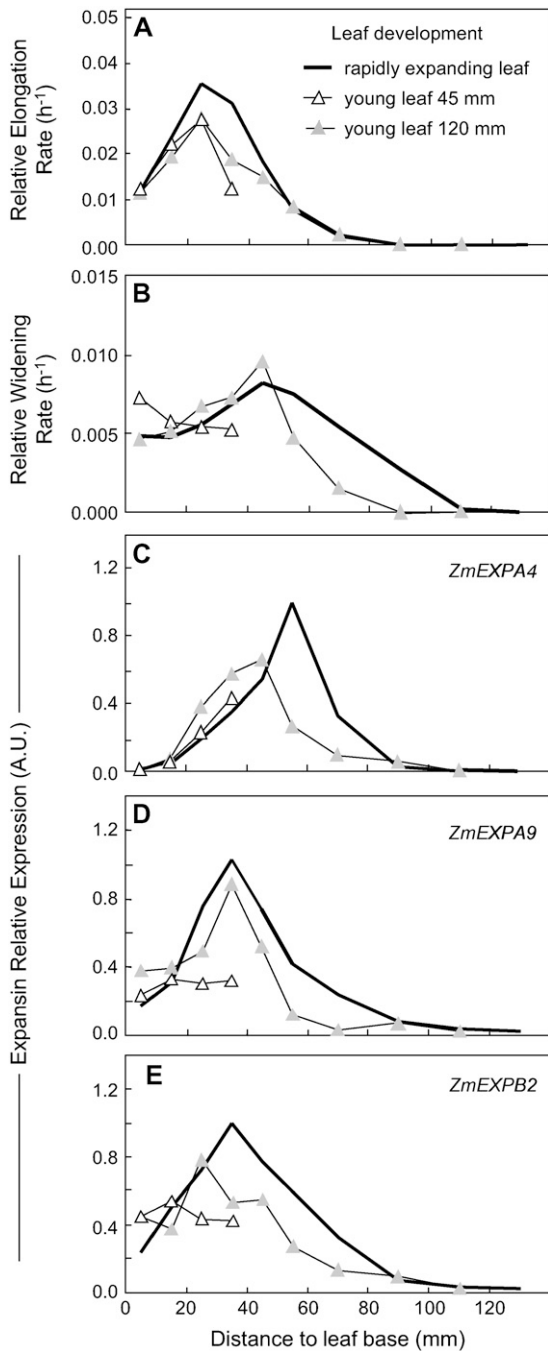 A
Leaf development
rapidly expanding leaf
young leaf 45 mm
young leaf 120 mm
Relative Elongation
Rate (h-1)
0.05
0.04
0.03
0.02
0.01
0.00
B
Relative Widening
Rate (h-1)
0.015
0.010
0.005
0.000
Expansin Relative Expression (A.U.)
C
ZmEXPA4
1.2
0.8
0.4
0.0
D
ZmEXPA9
1.2
0.8
0.4
0.0
E
ZmEXPB2
1.2
0.8
0.4
0.0
0 20 40 60 80 100 120
Distance to leaf base (mm)